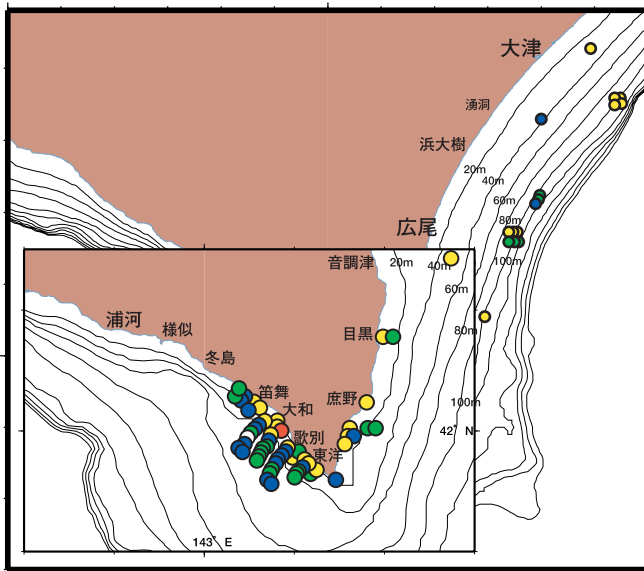 大津
湧洞
浜大樹
20m
40m
60m
80m
100m
広尾
音調津
20m
40m
60m
目黒
80m
浦河
様似
冬島
笛舞
大和
庶野
100m
歌別
42° N
東洋
143° E